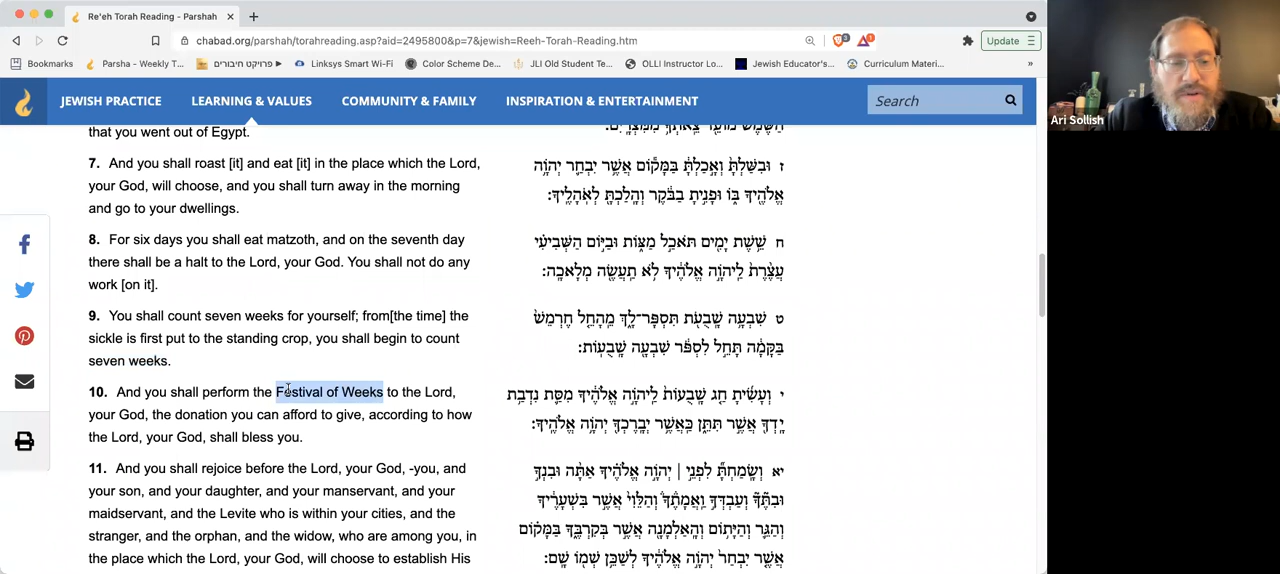 Re'eh Torah Reading - Parshah
chabad.org/parshah/torahreading.asp?aid=2495800&p=7&jewish=Reeh-Torah-Reading.htm
3
1
Update
Bookmarks
Parsha - Weekly T...
פרויקט חיבורים
Linksys Smart Wi-Fi
Color Scheme De...
JLI Old Student Te...
OLLI Instructor Lo...
Jewish Educator's...
Curriculum Materi...
»
JEWISH PRACTICE
LEARNING & VALUES
COMMUNITY & FAMILY
INSPIRATION & ENTERTAINMENT
Search
Ari Sollish
that you went out of Egypt.
7. And you shall roast [it] and eat [it] in the place which the Lord,
your God, will choose, and you shall turn away in the morning
and go to your dwellings.
8. For six days you shall eat matzoth, and on the seventh day
there shall be a halt to the Lord, your God. You shall not do any
work [on it].
9. You shall count seven weeks for yourself; from[the time] the
sickle is first put to the standing crop, you shall begin to count
seven weeks.
10. And you shall perform the Festival of Weeks to the Lord,
your God, the donation you can afford to give, according to how
the Lord, your God, shall bless you.
11. And you shall rejoice before the Lord, your God, -you, and
your son, and your daughter, and your manservant, and your
maidservant, and the Levite who is within your cities, and the
stranger, and the orphan, and the widow, who are among you, in
the place which the Lord, your God, will choose to establish His
הַשֶּׁמֶשׁ מוֹעֵד צֵאתְךָ מִמִּצְרָיִם:
ז וּבִשַּׁלְתָּ֙ וְאָ֣כַלְתָּ֔ בַּמָּק֕וֹם אֲשֶׁ֥ר יִבְחַ֛ר יְהֹוָ֥ה
אֱלֹהֶ֖יךָ בּ֑וֹ וּפָנִ֣יתָ בַבֹּ֔קֶר וְהָֽלַכְתָּ֖ לְאֹֽהָלֶֽיךָ:
ח שֵׁ֥שֶׁת יָמִ֖ים תֹּאכַ֣ל מַצּ֑וֹת וּבַיּ֣וֹם הַשְּׁבִיעִ֗י
עֲצֶ֨רֶת֙ לַֽיהֹוָ֣ה אֱלֹהֶ֔יךָ לֹ֥א תַֽעֲשֶׂ֖ה מְלָאכָֽה:
ט שִׁבְעָ֥ה שָֽׁבֻעֹ֖ת תִּסְפָּר־לָ֑ךְ מֵֽהָחֵ֤ל חֶרְמֵשׁ֙
בַּקָּמָ֔ה תָּחֵ֣ל לִסְפֹּ֔ר שִׁבְעָ֖ה שָֽׁבֻעֽוֹת:
י וְעָשִׂ֜יתָ חַ֤ג שָֽׁבֻעוֹת֙ לַֽיהֹוָ֣ה אֱלֹהֶ֔יךָ מִסַּ֛ת נִדְבַ֥ת
יָֽדְךָ֖ אֲשֶׁ֣ר תִּתֵּ֑ן כַּֽאֲשֶׁ֥ר יְבָֽרֶכְךָ֖ יְהֹוָ֥ה אֱלֹהֶֽיךָ:
יא וְשָֽׂמַחְתָּ֞ לִפְנֵ֣י | יְהֹוָ֣ה אֱלֹהֶ֗יךָ אַתָּ֨ה וּבִנְךָ֣
וּבִתֶּ֘ךָ֘ וְעַבְדְּךָ֣ וַֽאֲמָתֶ֒ךָ֒ וְהַלֵּוִי֙ אֲשֶׁ֣ר בִּשְׁעָרֶ֔יךָ
וְהַגֵּ֛ר וְהַיָּת֥וֹם וְהָֽאַלְמָנָ֖ה אֲשֶׁ֣ר בְּקִרְבֶּ֑ךָ בַּמָּק֗וֹם
אֲשֶׁ֤ר יִבְחַר֙ יְהֹוָ֣ה אֱלֹהֶ֔יךָ לְשַׁכֵּ֥ן שְׁמ֖וֹ שָֽׁם: